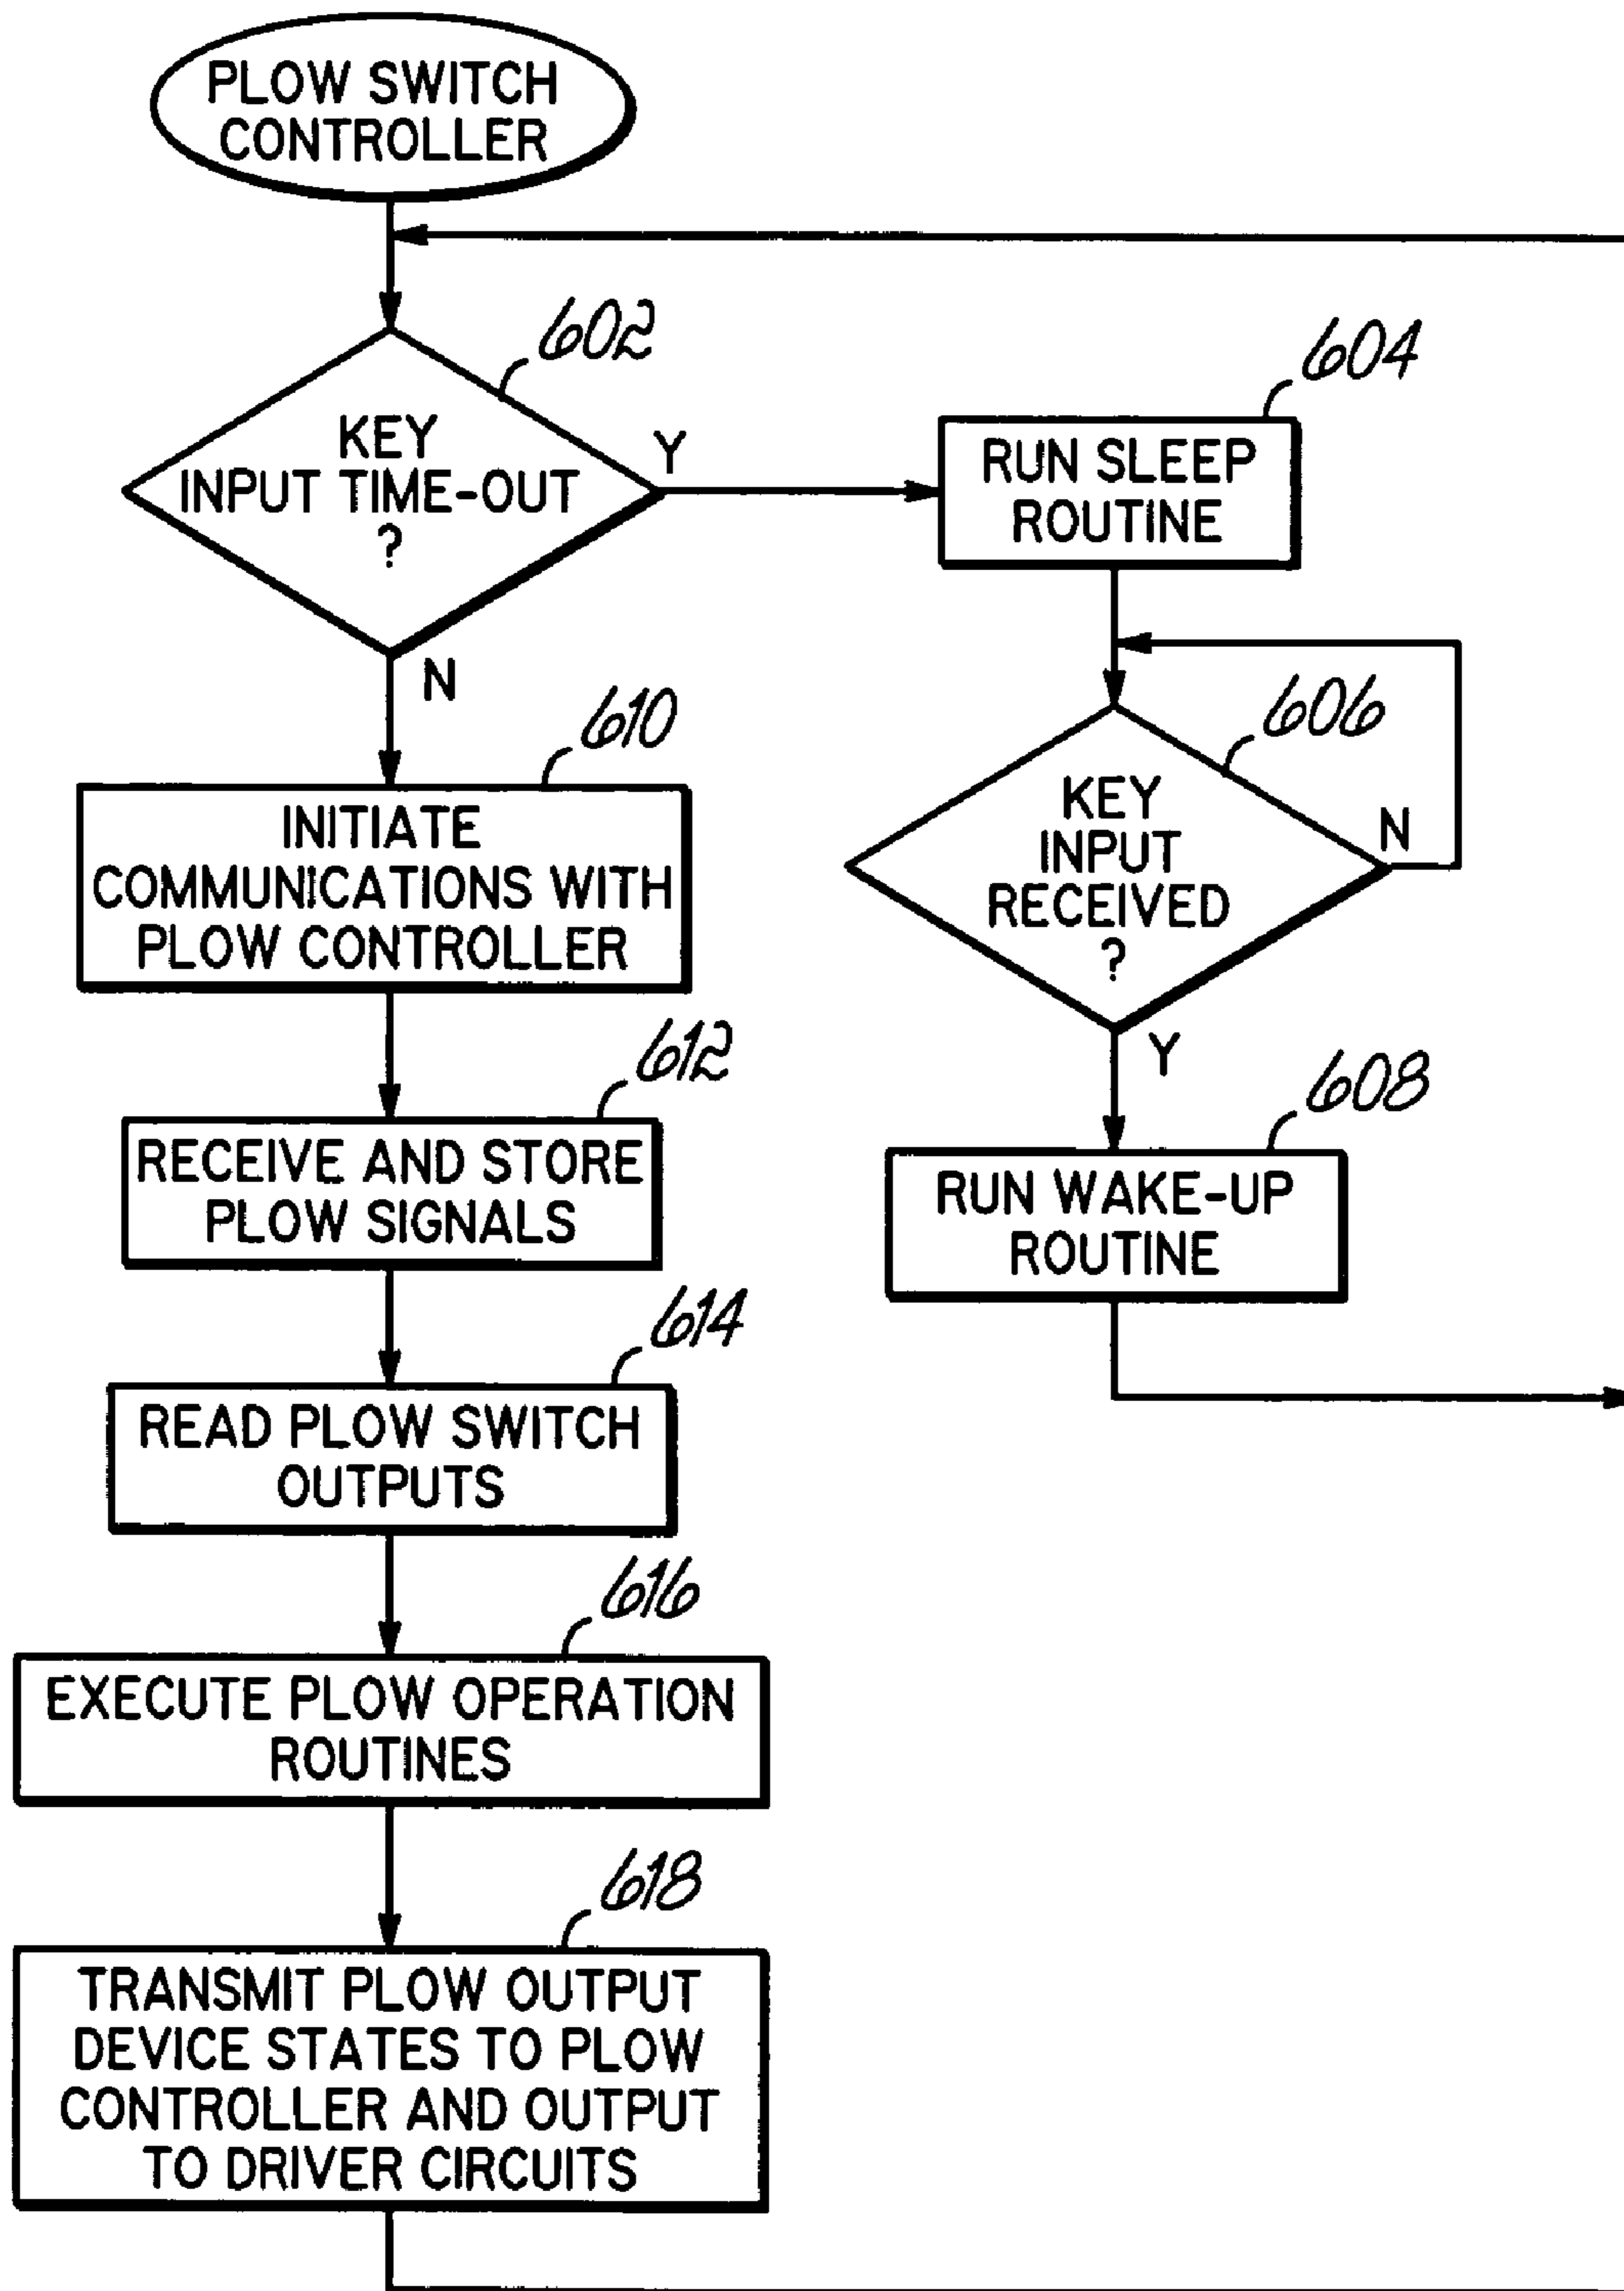 PLOW SWITCH
CONTROLLER
602
KEY
INPUT TIME-OUT
?
Y
N
604
RUN SLEEP
ROUTINE
606
KEY
INPUT
RECEIVED
?
N
Y
608
RUN WAKE-UP
ROUTINE
610
INITIATE
COMMUNICATIONS WITH
PLOW CONTROLLER
612
RECEIVE AND STORE
PLOW SIGNALS
614
READ PLOW SWITCH
OUTPUTS
616
EXECUTE PLOW OPERATION
ROUTINES
618
TRANSMIT PLOW OUTPUT
DEVICE STATES TO PLOW
CONTROLLER AND OUTPUT
TO DRIVER CIRCUITS